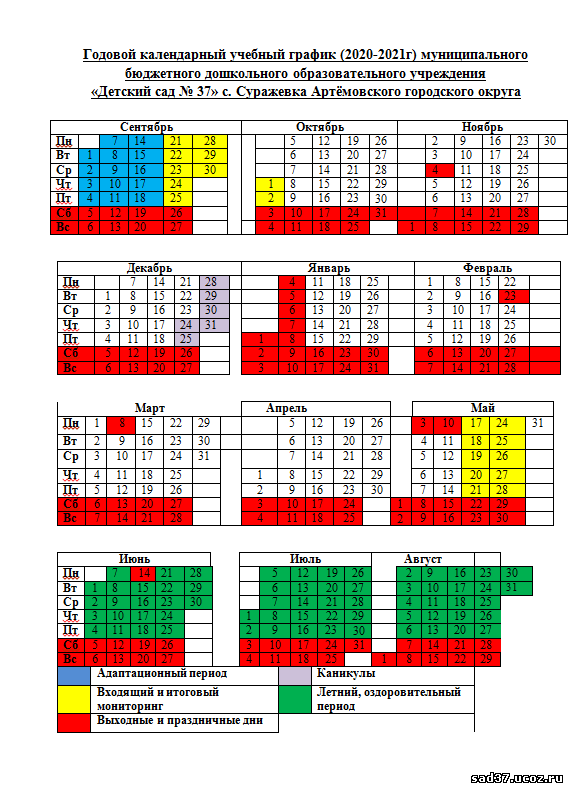 Годовой календарный учебный график (2020-2021г) муниципального
бюджетного дошкольного образовательного учреждения
«Детский сад № 37» с. Суражевка Артёмовского городского округа
Сентябрь Октябрь Ноябрь
Пн 7 14 21 28 5 12 19 26 2 9 16 23 30
Вт 1 8 15 22 29 6 13 20 27 3 10 17 24
Ср 2 9 16 23 30 7 14 21 28 4 11 18 25
Чт 3 10 17 24 1 8 15 22 29 5 12 19 26
Пт 4 11 18 25 2 9 16 23 30 6 13 20 27
Сб 5 12 19 26 3 10 17 24 31 7 14 21 28
Вс 6 13 20 27 4 11 18 25 1 8 15 22 29
Декабрь Январь Февраль
Пн 7 14 21 28 4 11 18 25 1 8 15 22
Вт 1 8 15 22 29 5 12 19 26 2 9 16 23
Ср 2 9 16 23 30 6 13 20 27 3 10 17 24
Чт 3 10 17 24 31 7 14 21 28 4 11 18 25
Пт 4 11 18 25 1 8 15 22 29 5 12 19 26
Сб 5 12 19 26 2 9 16 23 30 6 13 20 27
Вс 6 13 20 27 3 10 17 24 31 7 14 21 28
Март Апрель Май
Пн 1 8 15 22 29 5 12 19 26 3 10 17 24 31
Вт 2 9 16 23 30 6 13 20 27 4 11 18 25
Ср 3 10 17 24 31 7 14 21 28 5 12 19 26
Чт 4 11 18 25 1 8 15 22 29 6 13 20 27
Пт 5 12 19 26 2 9 16 23 30 7 14 21 28
Сб 6 13 20 27 3 10 17 24 1 8 15 22 29
Вс 7 14 21 28 4 11 18 25 2 9 16 23 30
Июнь Июль Август
Пн 7 14 21 28 5 12 19 26 2 9 16 23 30
Вт 1 8 15 22 29 6 13 20 27 3 10 17 24 31
Ср 2 9 16 23 30 7 14 21 28 4 11 18 25
Чт 3 10 17 24 1 8 15 22 29 5 12 19 26
Пт 4 11 18 25 2 9 16 23 30 6 13 20 27
Сб 5 12 19 26 3 10 17 24 31 7 14 21 28
Вс 6 13 20 27 4 11 18 25 1 8 15 22 29
Адаптационный период Каникулы
Входящий и итоговый Летний, оздоровительный
мониторинг период
Выходные и праздничные дни
sad37.ucoz.ru